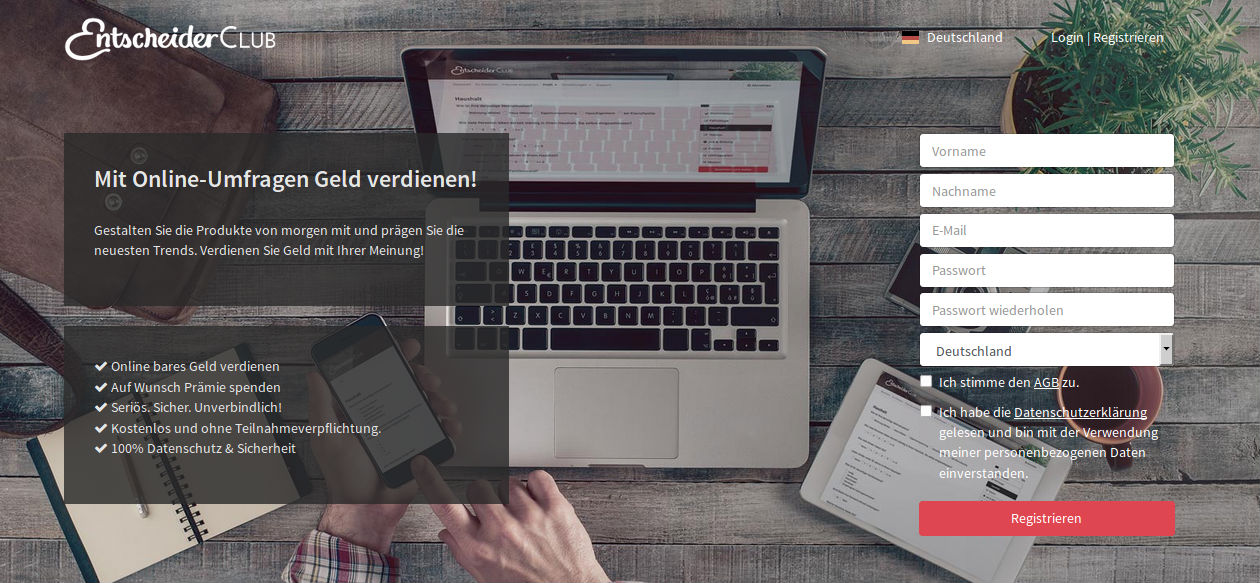 EntscheiderClub
Deutschland
Login | Registrieren
Mit Online-Umfragen Geld verdienen!
Gestalten Sie die Produkte von morgen mit und prägen Sie die
neuesten Trends. Verdienen Sie Geld mit Ihrer Meinung!
Online bares Geld verdienen
Auf Wunsch Prämie spenden
Seriös. Sicher. Unverbindlich!
Kostenlos und ohne Teilnahmeverpflichtung.
100% Datenschutz & Sicherheit
Vorname
Nachname
E-Mail
Passwort
Passwort wiederholen
Deutschland
Ich stimme den AGB zu.
Ich habe die Datenschutzerklärung
gelesen und bin mit der Verwendung
meiner personenbezogenen Daten
einverstanden.
Registrieren
EntscheiderClub
Haushalt